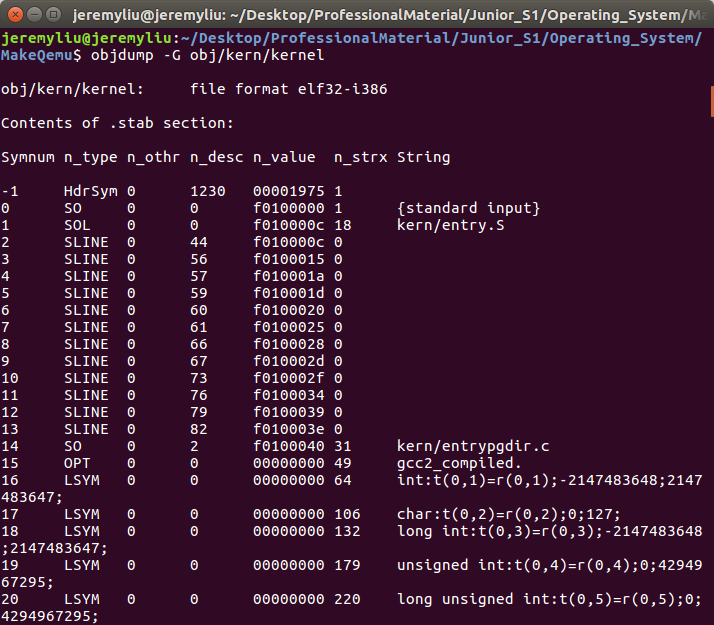 jeremyliu@jeremyliu: ~/Desktop/ProfessionalMaterial/Junior_S1/Operating_System/Ma
jeremyliu@jeremyliu:~/Desktop/ProfessionalMaterial/Junior_S1/Operating_System/
MakeQemu$ objdump -G obj/kern/kernel
obj/kern/kernel:     file format elf32-i386
Contents of .stab section:
Symnum n_type n_othr n_desc n_value  n_strx String
-1     HdrSym 0      1230   00001975 1
0      SO     0      0      f0100000 1      {standard input}
1      SOL    0      0      f010000c 18     kern/entry.S
2      SLINE  0      44     f010000c 0
3      SLINE  0      56     f0100015 0
4      SLINE  0      57     f010001a 0
5      SLINE  0      59     f010001d 0
6      SLINE  0      60     f0100020 0
7      SLINE  0      61     f0100025 0
8      SLINE  0      66     f0100028 0
9      SLINE  0      67     f010002d 0
10     SLINE  0      73     f010002f 0
11     SLINE  0      76     f0100034 0
12     SLINE  0      79     f0100039 0
13     SLINE  0      82     f010003e 0
14     SO     0      2      f0100040 31     kern/entrypgdir.c
15     OPT    0      0      00000000 49     gcc2_compiled.
16     LSYM   0      0      00000000 64     int:t(0,1)=r(0,1);-2147483648;2147
483647;
17     LSYM   0      0      00000000 106    char:t(0,2)=r(0,2);0;127;
18     LSYM   0      0      00000000 132    long int:t(0,3)=r(0,3);-2147483648
;2147483647;
19     LSYM   0      0      00000000 179    unsigned int:t(0,4)=r(0,4);0;42949
67295;
20     LSYM   0      0      00000000 220    long unsigned int:t(0,5)=r(0,5);0;
4294967295;